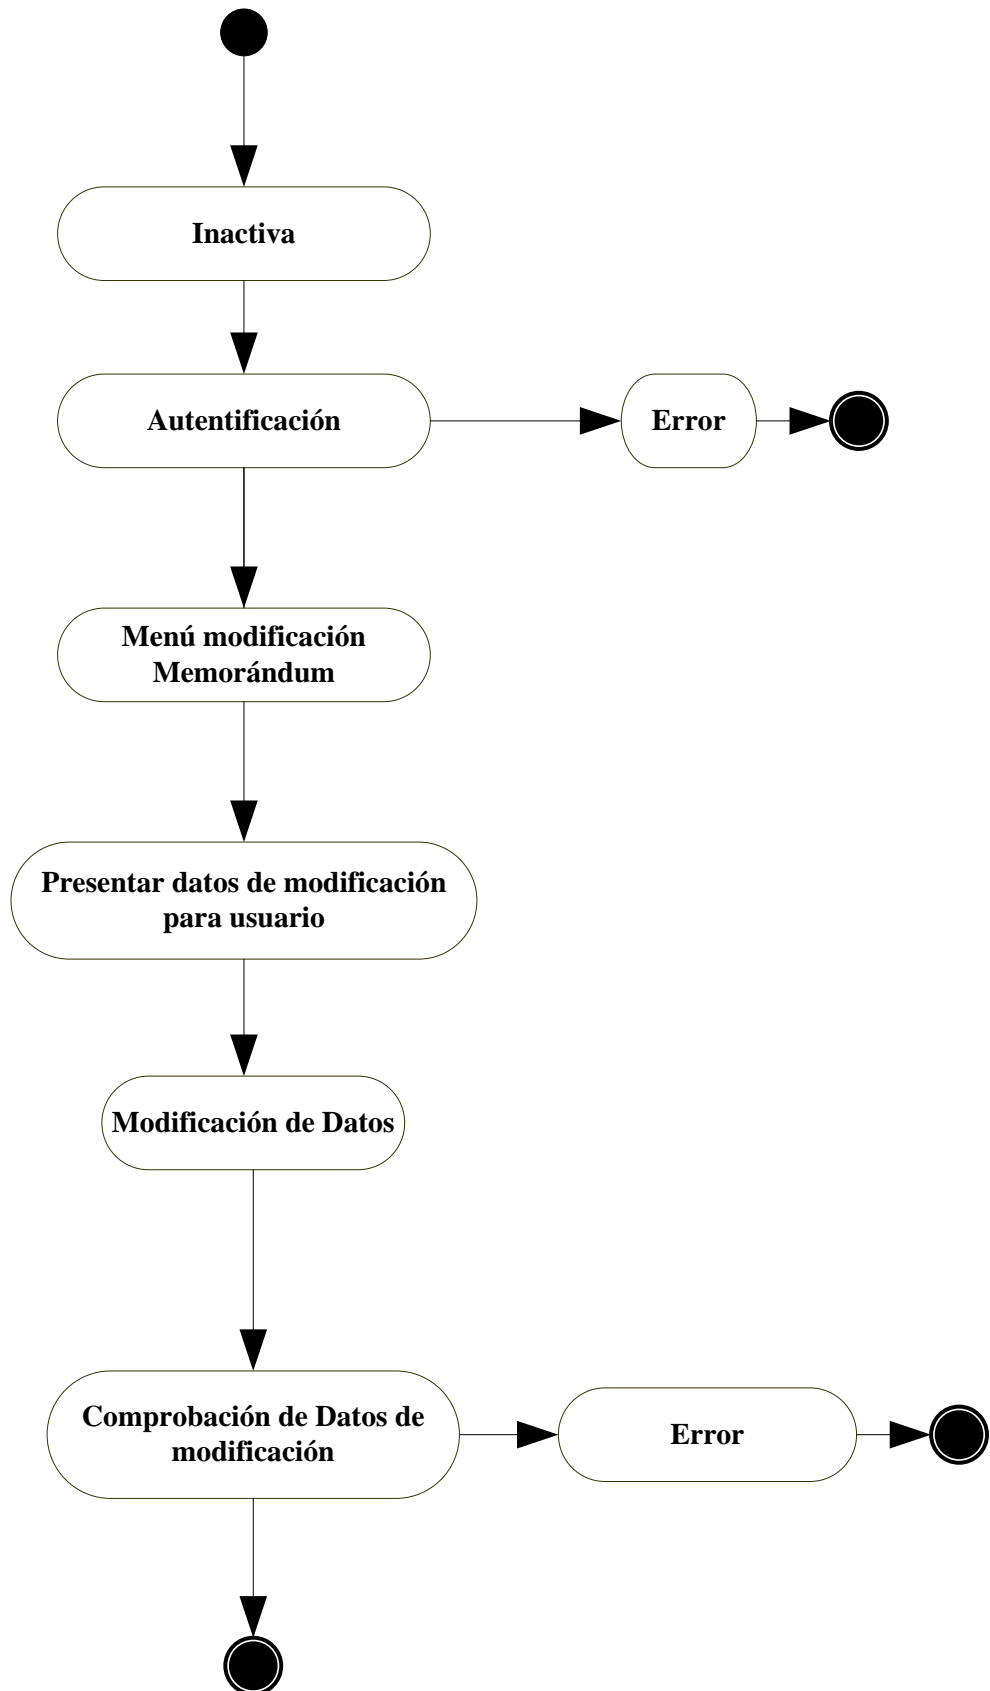 Inactiva
Autentificación
Error
Menú modificación
Memorándum
Presentar datos de modificación
para usuario
Modificación de Datos
Comprobación de Datos de
modificación
Error